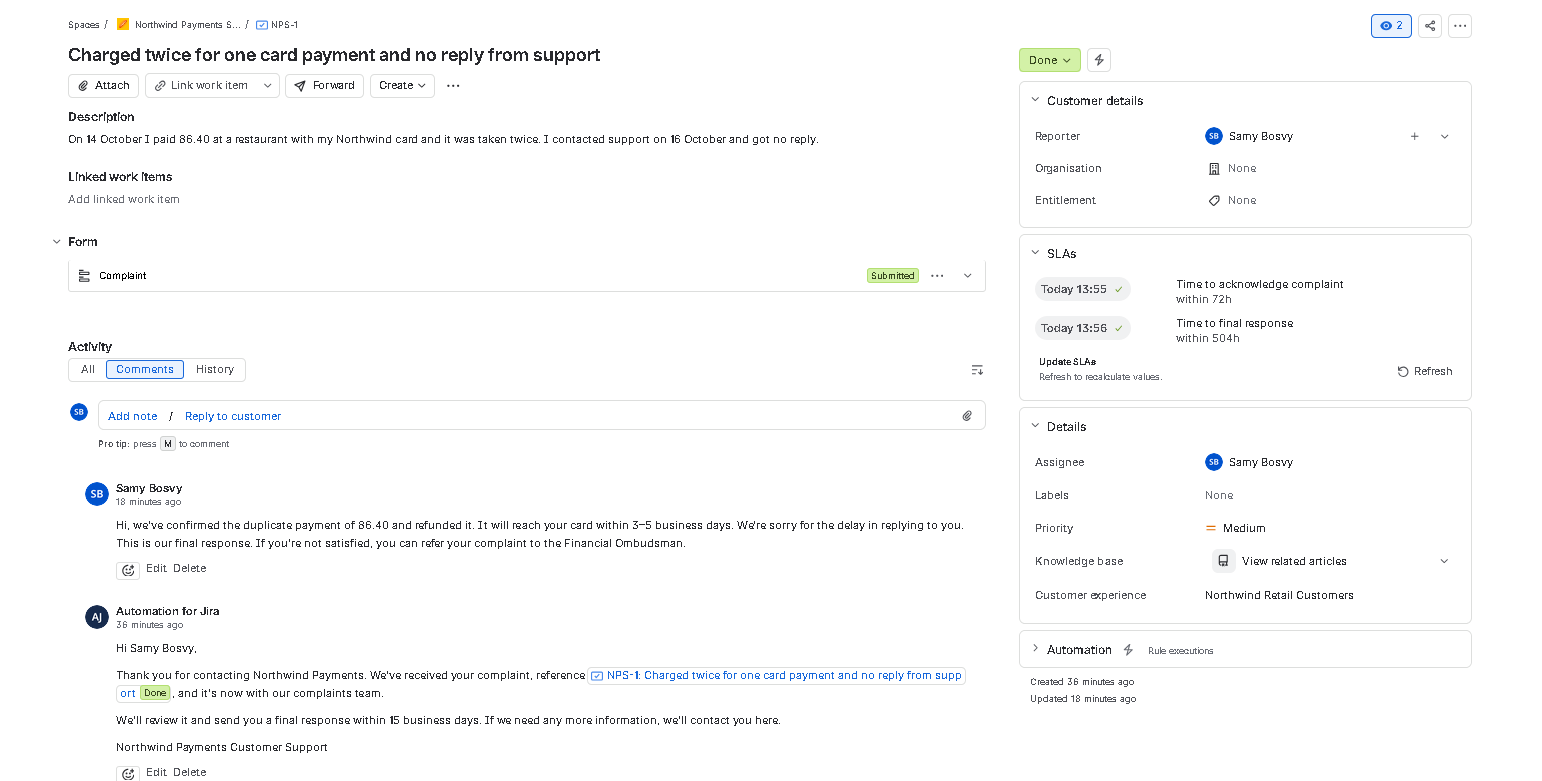 Spaces / Northwind Payments S... / NPS-1
2
Charged twice for one card payment and no reply from support
Done
Attach Link work item Forward Create
Description
On 14 October I paid 86.40 at a restaurant with my Northwind card and it was taken twice. I contacted support on 16 October and got no reply.
Linked work items
Add linked work item
Form
Complaint Submitted
Activity
All Comments History
SB Add note / Reply to customer
Pro tip: press M to comment
SB Samy Bosvy
18 minutes ago
Hi, we've confirmed the duplicate payment of 86.40 and refunded it. It will reach your card within 3–5 business days. We're sorry for the delay in replying to you.
This is our final response. If you're not satisfied, you can refer your complaint to the Financial Ombudsman.
Edit Delete
AJ Automation for Jira
36 minutes ago
Hi Samy Bosvy,
Thank you for contacting Northwind Payments. We've received your complaint, reference NPS-1: Charged twice for one card payment and no reply from supp
ort Done , and it's now with our complaints team.
We'll review it and send you a final response within 15 business days. If we need any more information, we'll contact you here.
Northwind Payments Customer Support
Edit Delete
Customer details
Reporter SB Samy Bosvy
Organisation None
Entitlement None
SLAs
Today 13:55 Time to acknowledge complaint
within 72h
Today 13:56 Time to final response
within 504h
Update SLAs
Refresh to recalculate values.
Refresh
Details
Assignee SB Samy Bosvy
Labels None
Priority Medium
Knowledge base View related articles
Customer experience Northwind Retail Customers
Automation Rule executions
Created 36 minutes ago
Updated 18 minutes ago